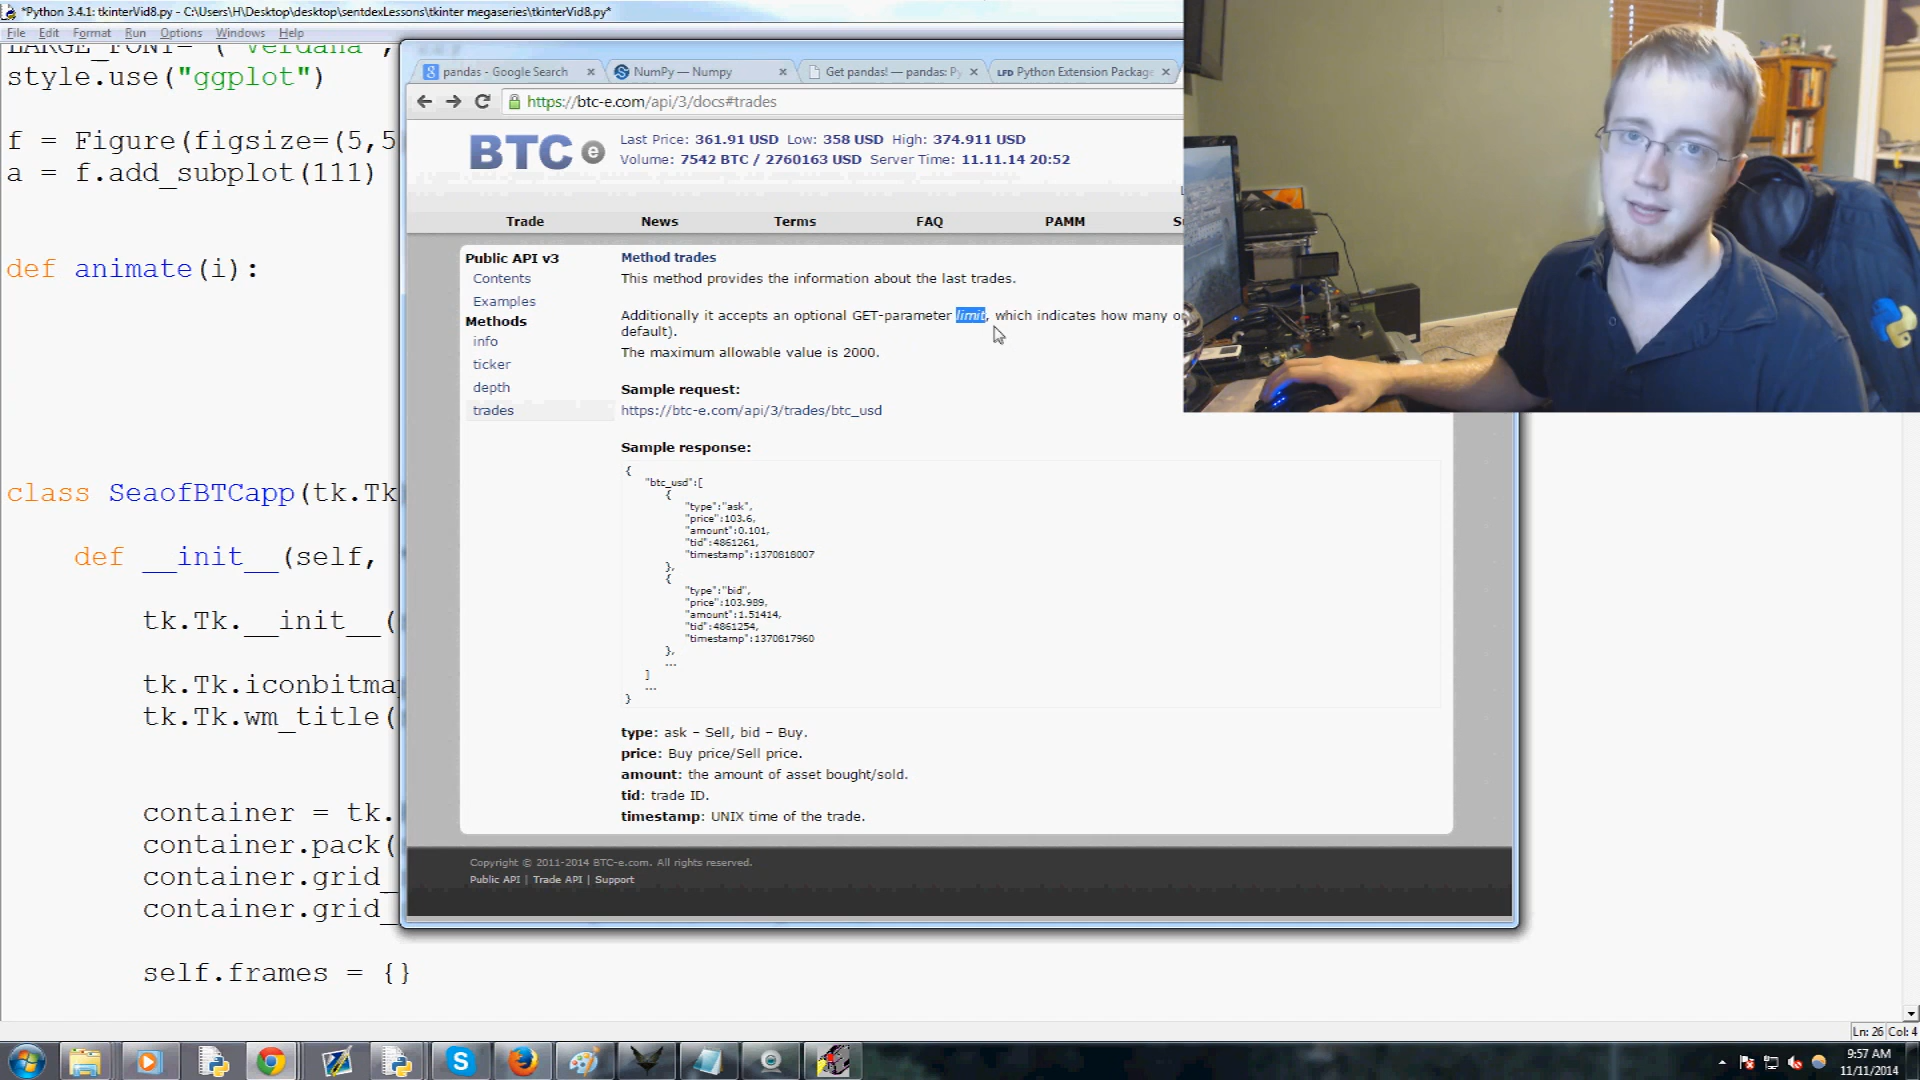 *Python 3.4.1: tkinterVid8.py - C:\Users\H\Desktop\desktop\sentdexLessons\tkinter megaseries\tkinterVid8.py*
File Edit Format Run Options Windows Help
LARGE_FONT= ("Verdana",
style.use("ggplot")
f = Figure(figsize=(5,5
a = f.add_subplot(111)
def animate(i):
class SeaofBTCapp(tk.Tk
def __init__(self,
tk.Tk.__init__(
tk.Tk.iconbitma
tk.Tk.wm_title(
container = tk.
container.pack(
container.grid_
container.grid_
self.frames = {}
pandas - Google Search
NumPy — Numpy
Get pandas! — pandas: Py
LFD Python Extension Package
https://btc-e.com/api/3/docs#trades
BTC e
Last Price: 361.91 USD Low: 358 USD High: 374.911 USD
Volume: 7542 BTC / 2760163 USD Server Time: 11.11.14 20:52
Trade News Terms FAQ PAMM
Public API v3
Contents
Examples
Methods
info
ticker
depth
trades
Method trades
This method provides the information about the last trades.
Additionally it accepts an optional GET-parameter limit, which indicates how many
default).
The maximum allowable value is 2000.
Sample request:
https://btc-e.com/api/3/trades/btc_usd
Sample response:
{
"btc_usd":[
{
"type":"ask",
"price":103.6,
"amount":0.101,
"tid":4861261,
"timestamp":1370818007
},
{
"type":"bid",
"price":103.989,
"amount":1.51414,
"tid":4861254,
"timestamp":1370817960
},
...
]
...
}
type: ask – Sell, bid – Buy.
price: Buy price/Sell price.
amount: the amount of asset bought/sold.
tid: trade ID.
timestamp: UNIX time of the trade.
Copyright © 2011-2014 BTC-e.com. All rights reserved.
Public API | Trade API | Support
Ln: 26 Col: 4
9:57 AM
11/11/2014